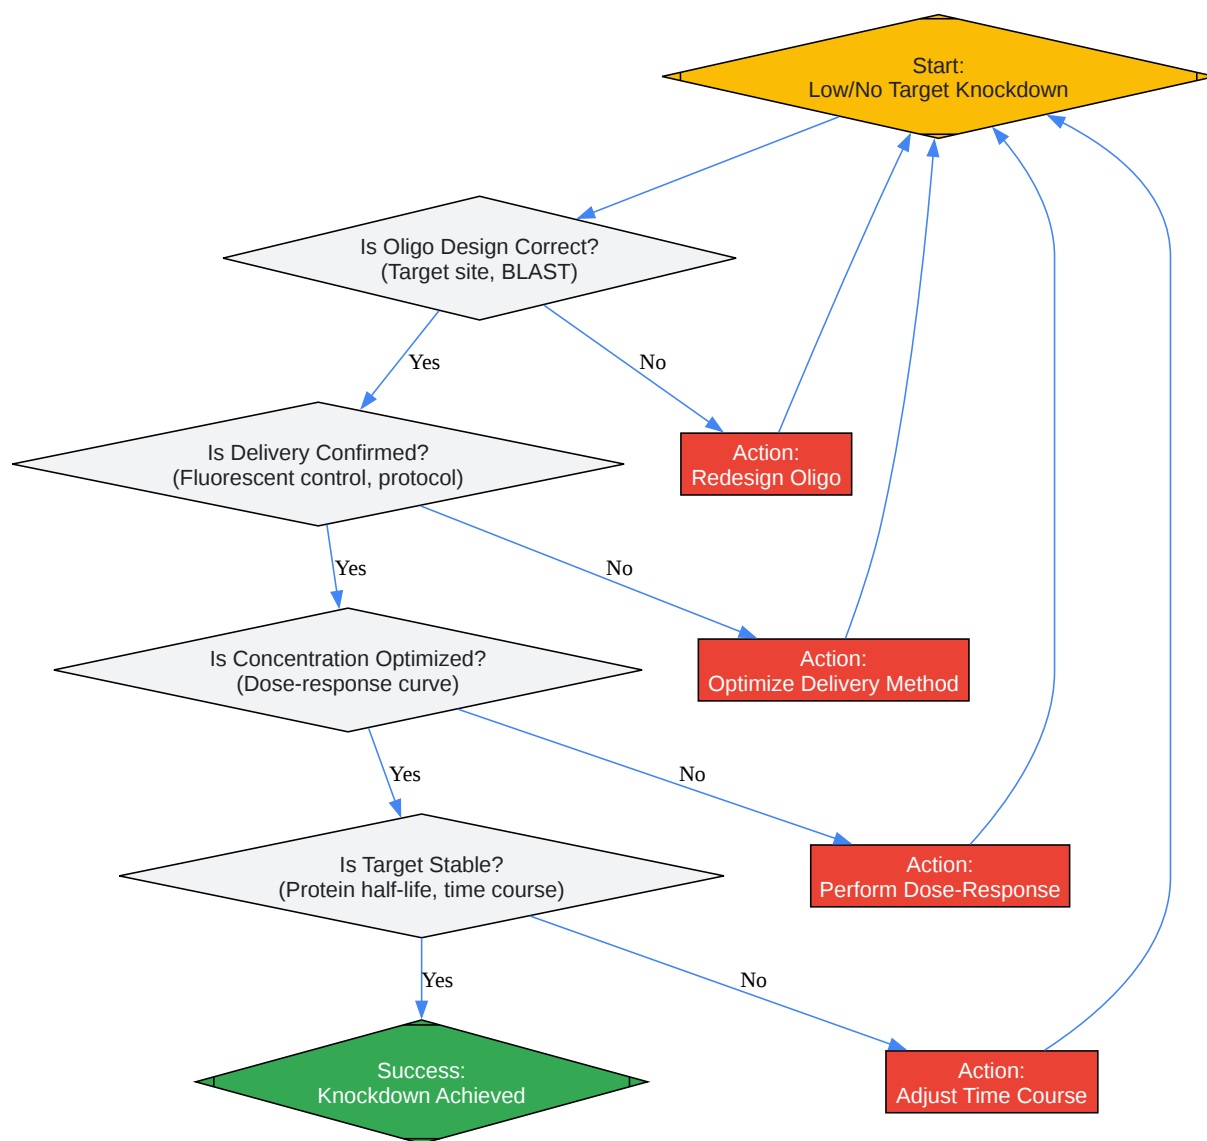 Start:
Low/No Target Knockdown
Is Oligo Design Correct?
(Target site, BLAST)
Yes
No
Is Delivery Confirmed?
(Fluorescent control, protocol)
Action:
Redesign Oligo
Yes
No
Is Concentration Optimized?
(Dose-response curve)
Action:
Optimize Delivery Method
Yes
No
Is Target Stable?
(Protein half-life, time course)
Action:
Perform Dose-Response
Yes
No
Success:
Knockdown Achieved
Action:
Adjust Time Course